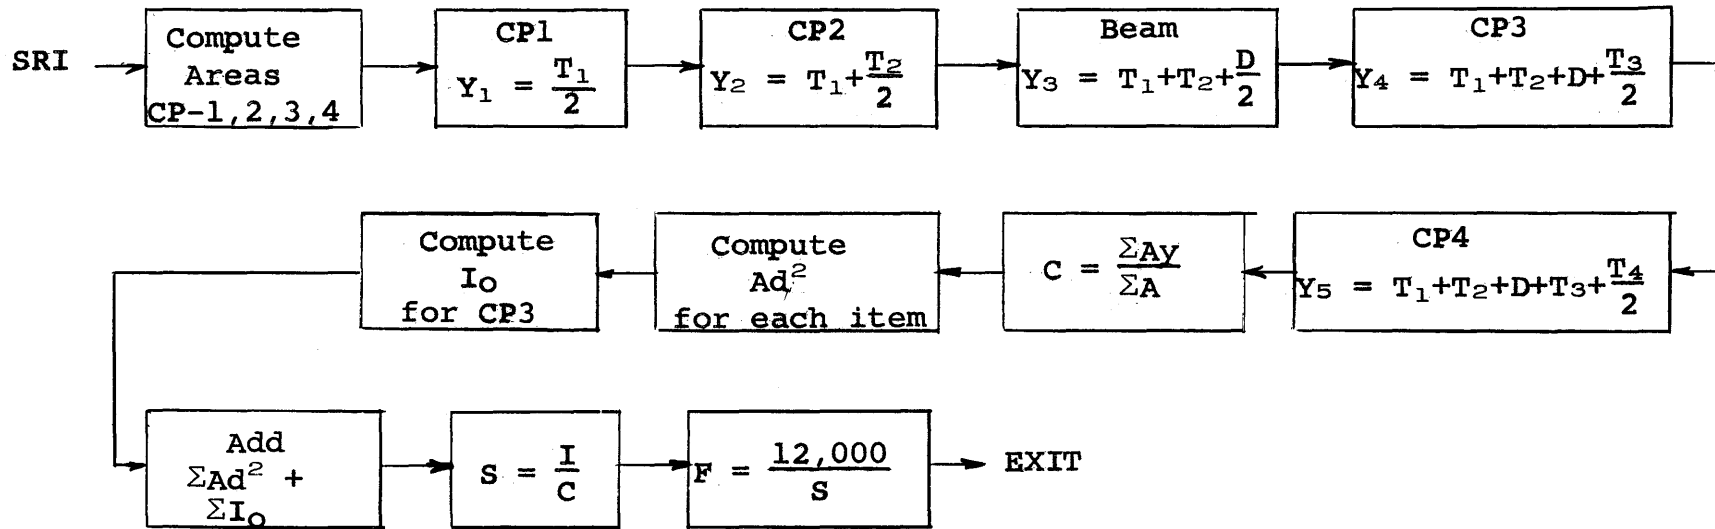 SRI
Compute
Areas
CP-1,2,3,4
CP1
Y₁ = T₁/2
CP2
Y₂ = T₁+T₂/2
Beam
Y₃ = T₁+T₂+D/2
CP3
Y₄ = T₁+T₂+D+T₃/2
CP4
Y₅ = T₁+T₂+D+T₃+T₄/2
C = ΣAy/ΣA
Compute
Ad²
for each item
Compute
I₀
for CP3
Add
ΣAd² +
ΣI₀
S = I/C
F = 12,000/S
EXIT